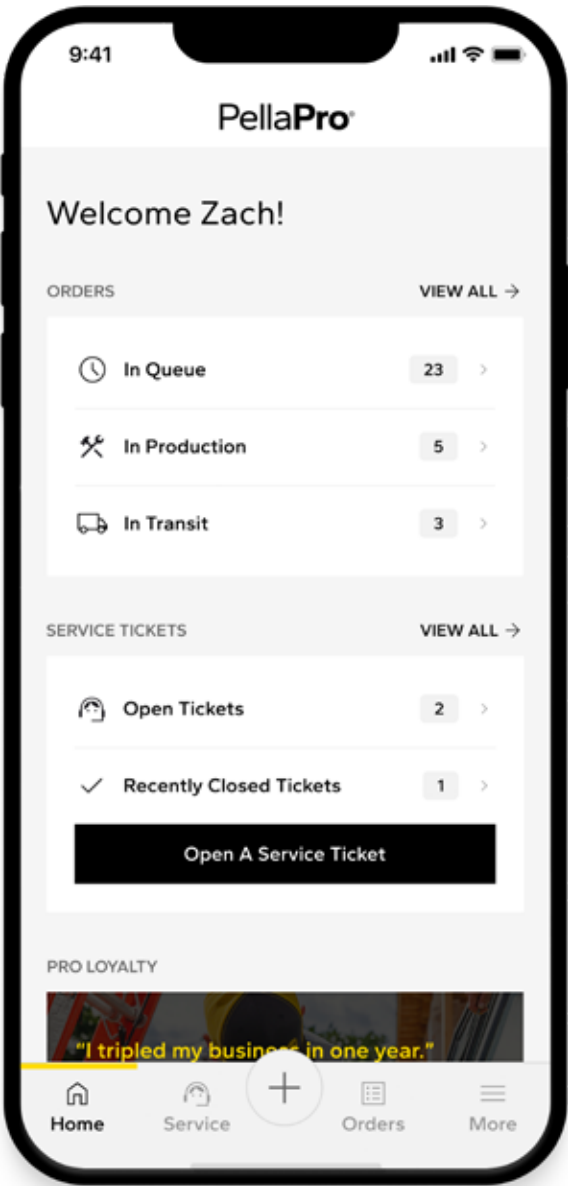 9:41
PellaPro®
Welcome Zach!
ORDERS VIEW ALL →
In Queue 23
In Production 5
In Transit 3
SERVICE TICKETS VIEW ALL →
Open Tickets 2
Recently Closed Tickets 1
Open A Service Ticket
PRO LOYALTY
"I tripled my business in one year."
Home Service Orders More